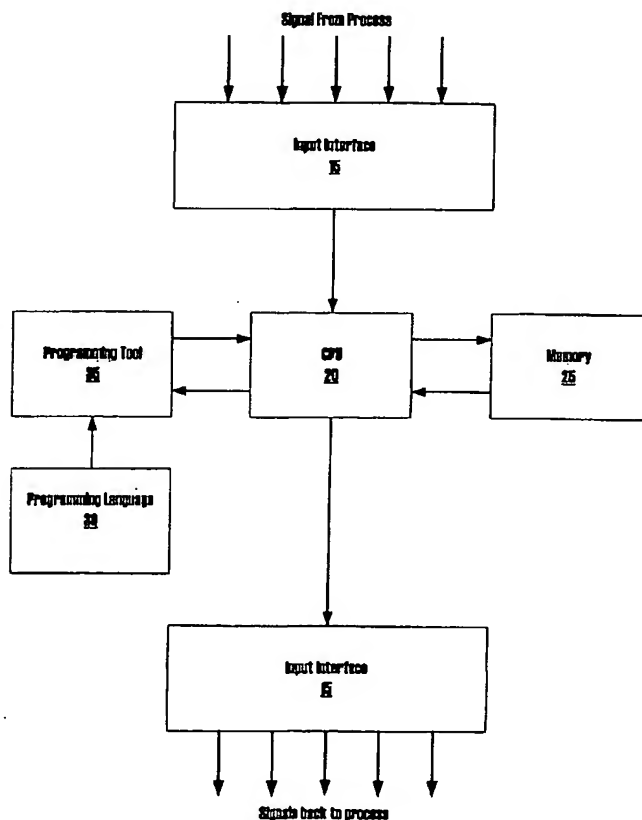 Signal From Process
Input Interface
15
Programming Tool
CPU
20
Memory
25
Programming Language
Input Interface
15
Signals back to process